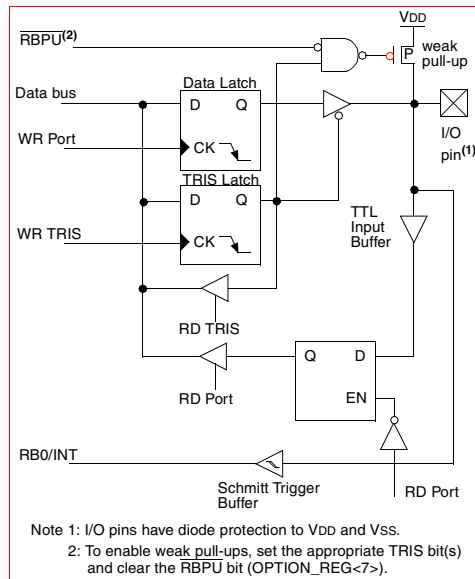 VDD
RBPU(2)
weak
pull-up
P
Data bus
Data Latch
D Q
I/O
pin(1)
WR Port
CK
TRIS Latch
D Q
TTL
Input
Buffer
WR TRIS
CK
RD TRIS
Q D
RD Port
EN
RB0/INT
Schmitt Trigger
Buffer
RD Port
Note 1: I/O pins have diode protection to VDD and VSS.
2: To enable weak pull-ups, set the appropriate TRIS bit(s)
and clear the RBPU bit (OPTION_REG<7>).